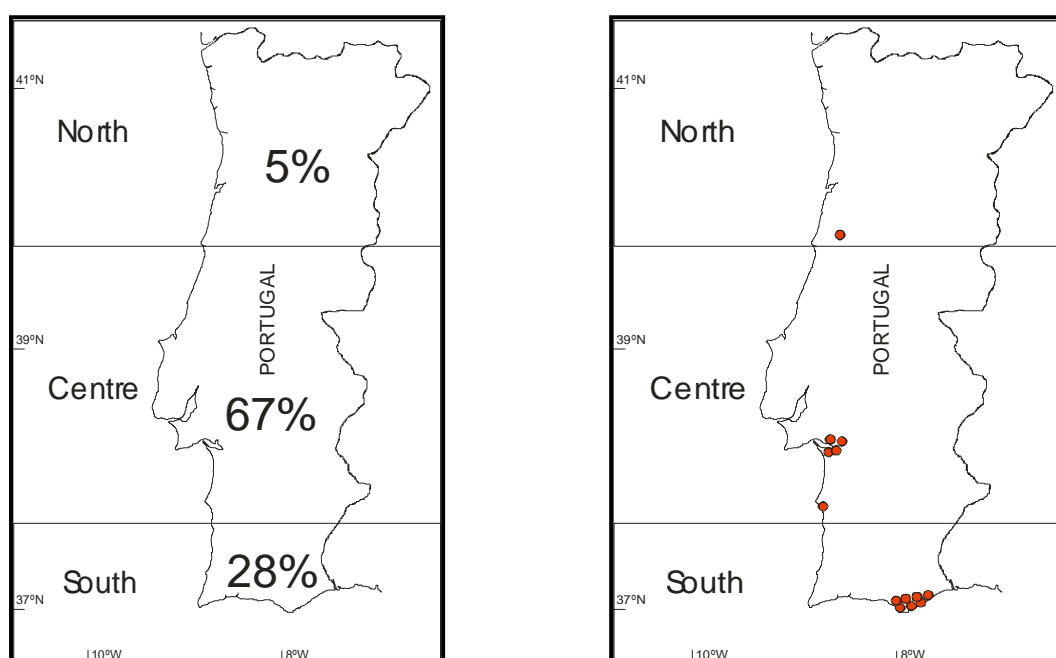 41ºN
North
5%
PORTUGAL
39ºN
Centre
67%
28%
South
37ºN
10ºW
8ºW
41ºN
North
PORTUGAL
39ºN
Centre
South
37ºN
10ºW
8ºW